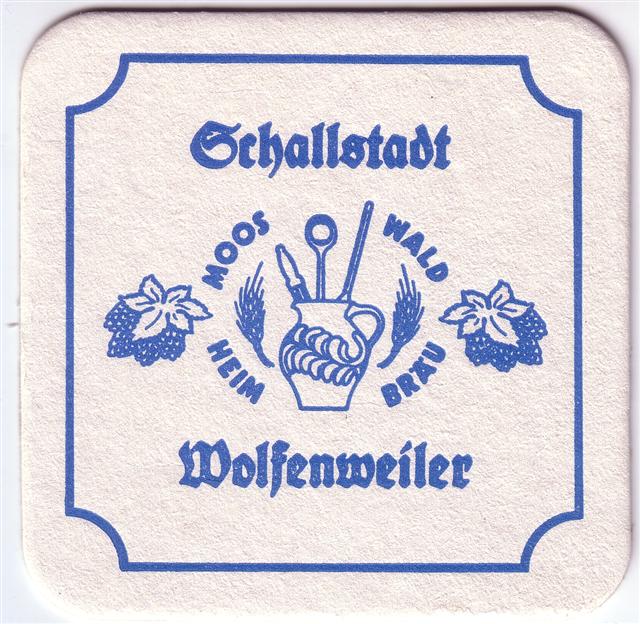 Schallstadt
MOOS WALD
HEIM BRÄU
Wolfenweiler